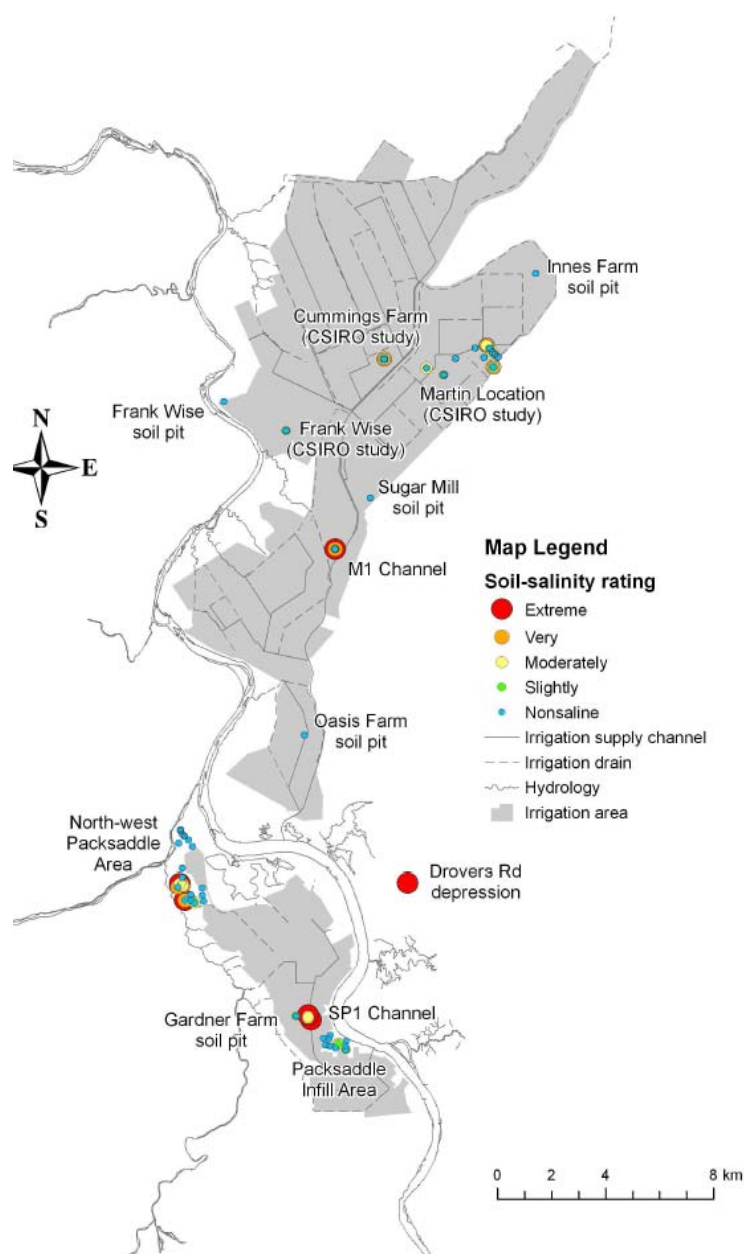 Innes Farm
soil pit
Cummings Farm
(CSIRO study)
Martin Location
(CSIRO study)
Frank Wise
soil pit
Frank Wise
(CSIRO study)
N
E
S
Sugar Mill
soil pit
M1 Channel
Map Legend
Soil-salinity rating
Extreme
Very
Moderately
Slightly
Nonsaline
Irrigation supply channel
Irrigation drain
Hydrology
Irrigation area
Oasis Farm
soil pit
North-west
Packsaddle
Area
Drovers Rd
depression
Gardner Farm
soil pit
SP1 Channel
Packsaddle
Infill Area
0 2 4 6 8 km